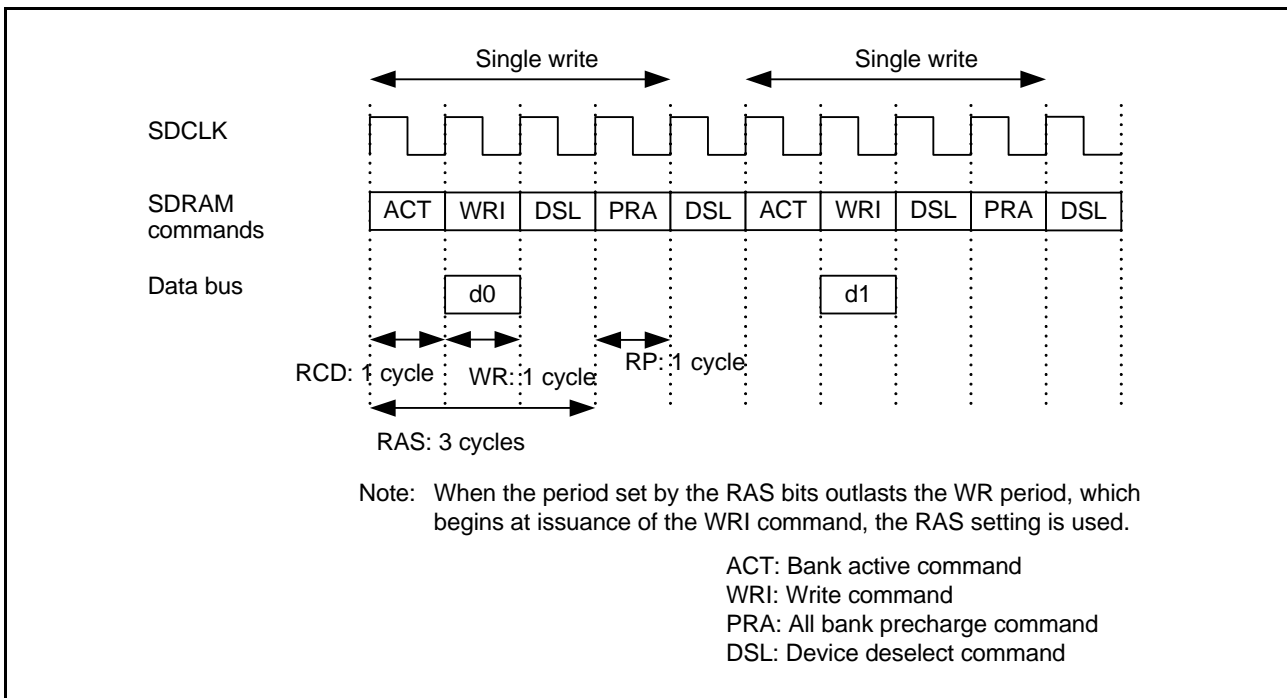 Single write Single write
SDCLK
SDRAM commands ACT WRI DSL PRA DSL ACT WRI DSL PRA DSL
Data bus d0 d1
RCD: 1 cycle WR: 1 cycle RP: 1 cycle
RAS: 3 cycles
Note: When the period set by the RAS bits outlasts the WR period, which
begins at issuance of the WRI command, the RAS setting is used.
ACT: Bank active command
WRI: Write command
PRA: All bank precharge command
DSL: Device deselect command